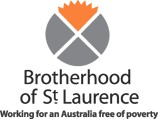 Brotherhood
of St Laurence
Working for an Australia free of poverty